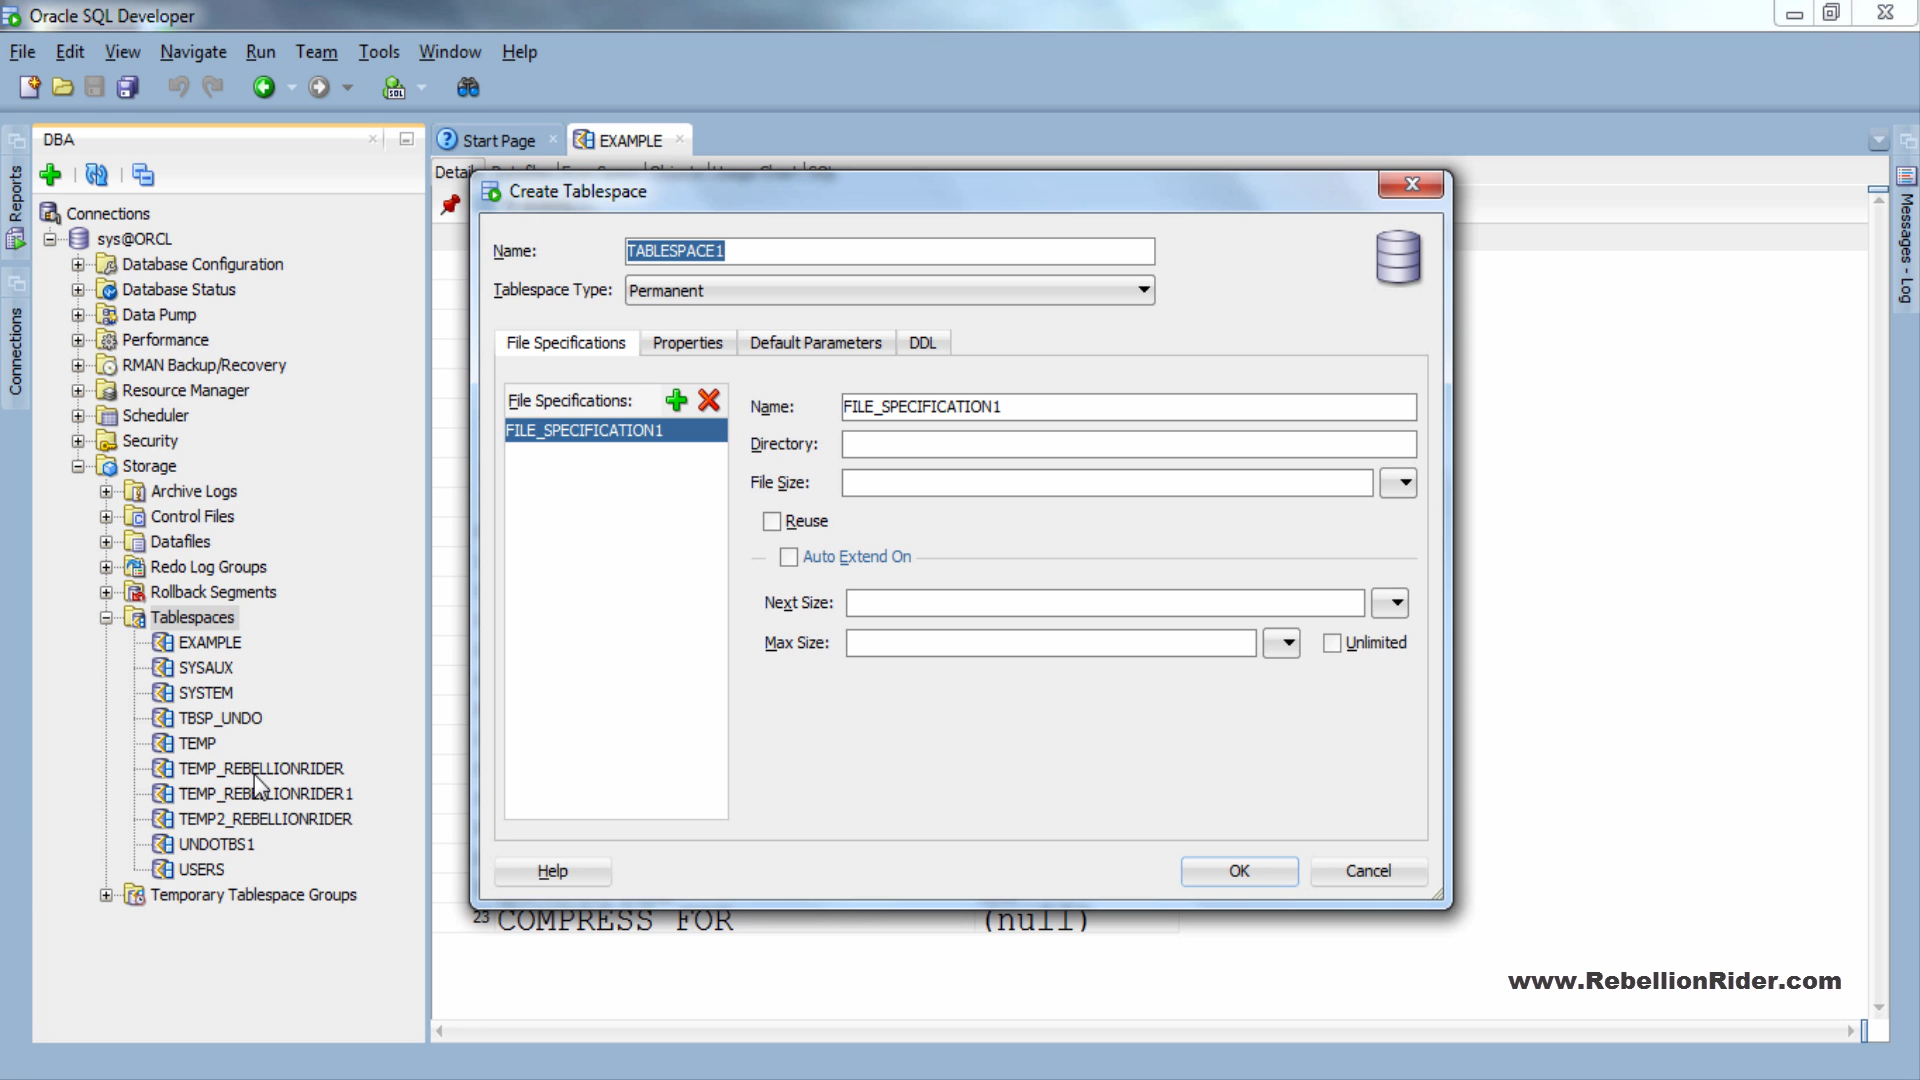 Oracle SQL Developer
File Edit View Navigate Run Team Tools Window Help
DBA
Start Page
EXAMPLE
Reports
Connections
Messages - Log
Connections
sys@ORCL
Database Configuration
Database Status
Data Pump
Performance
RMAN Backup/Recovery
Resource Manager
Scheduler
Security
Storage
Archive Logs
Control Files
Datafiles
Redo Log Groups
Rollback Segments
Tablespaces
EXAMPLE
SYSAUX
SYSTEM
TBSP_UNDO
TEMP
TEMP_REBELLIONRIDER
TEMP_REBELLIONRIDER1
TEMP2_REBELLIONRIDER
UNDOTBS1
USERS
Temporary Tablespace Groups
Create Tablespace
Name: TABLESPACE1
Tablespace Type: Permanent
File Specifications Properties Default Parameters DDL
File Specifications:
FILE_SPECIFICATION1
Name: FILE_SPECIFICATION1
Directory:
File Size:
Reuse
Auto Extend On
Next Size:
Max Size: Unlimited
Help OK Cancel
23 COMPRESS FOR (null)
www.RebellionRider.com